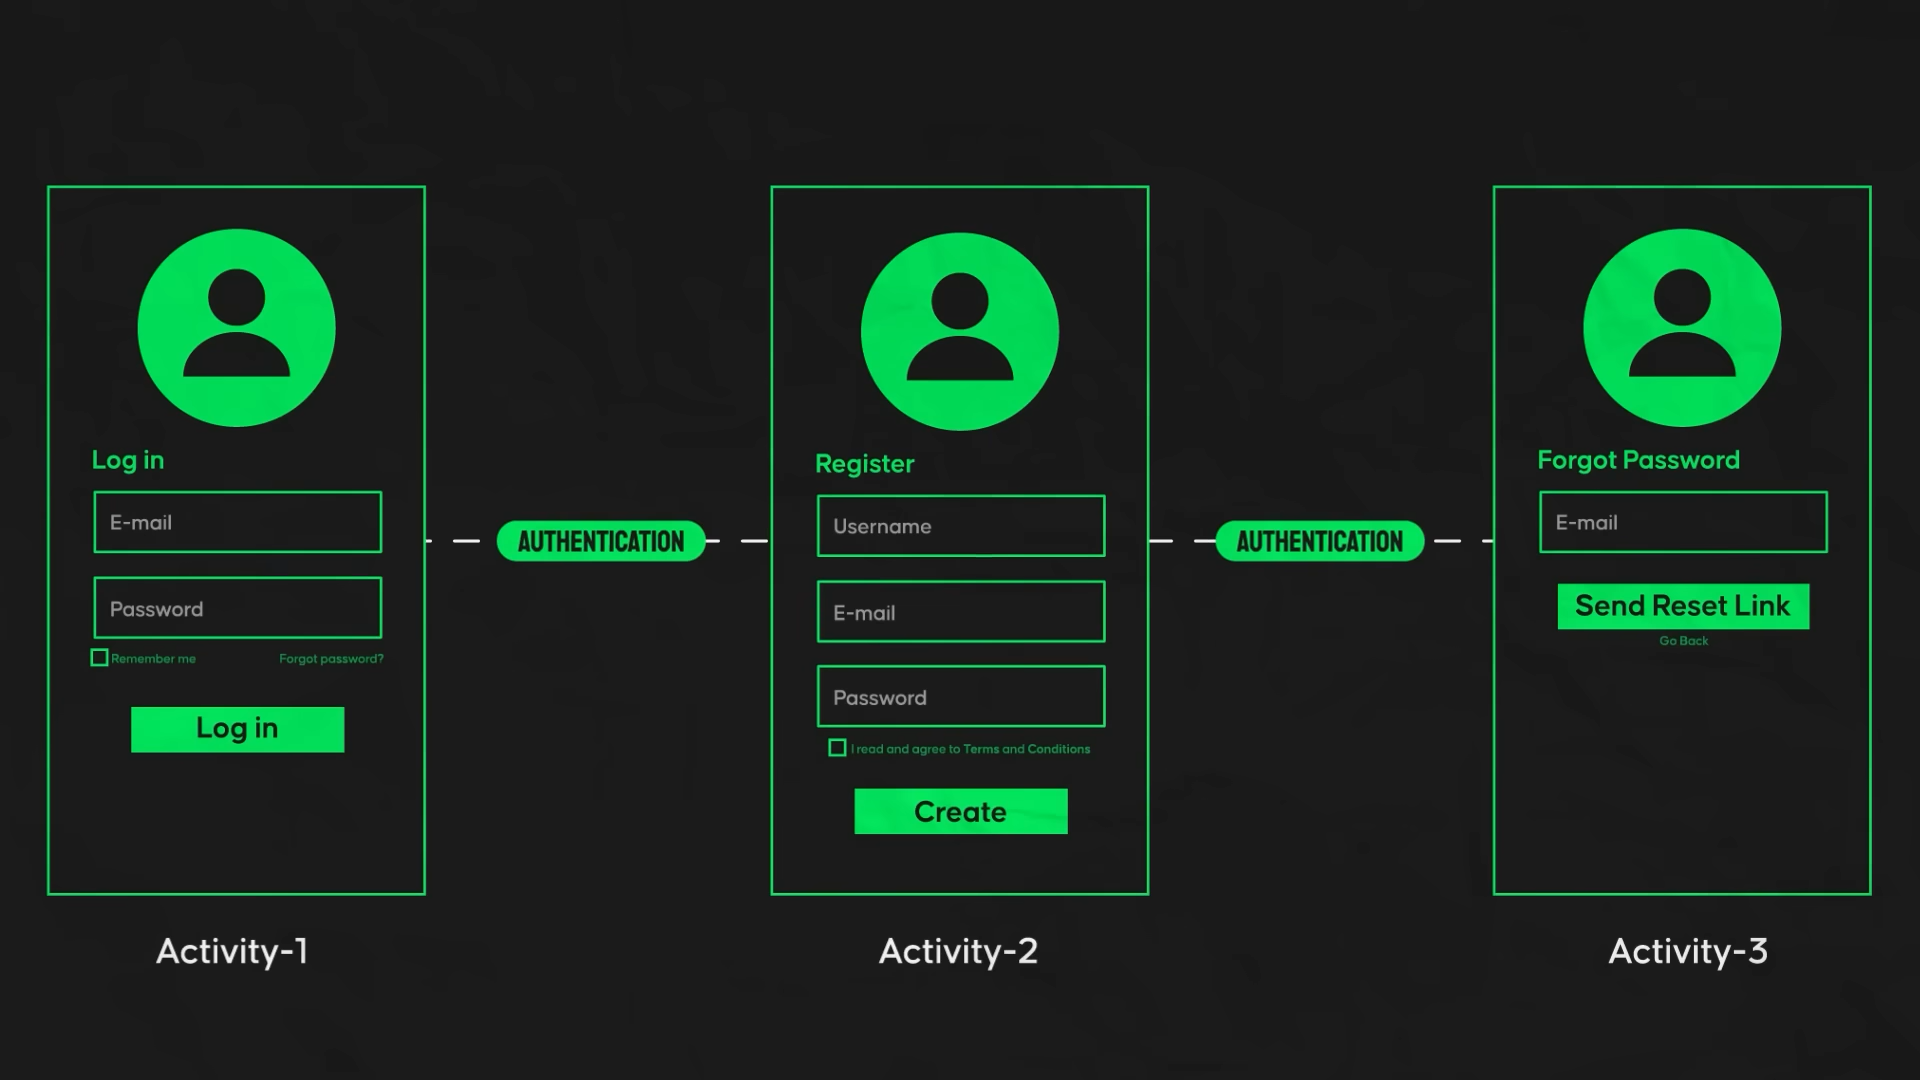 Log in
E-mail
Password
Remember me
Forgot password?
Log in
Activity-1
AUTHENTICATION
Register
Username
E-mail
Password
I read and agree to Terms and Conditions
Create
Activity-2
AUTHENTICATION
Forgot Password
E-mail
Send Reset Link
Go Back
Activity-3